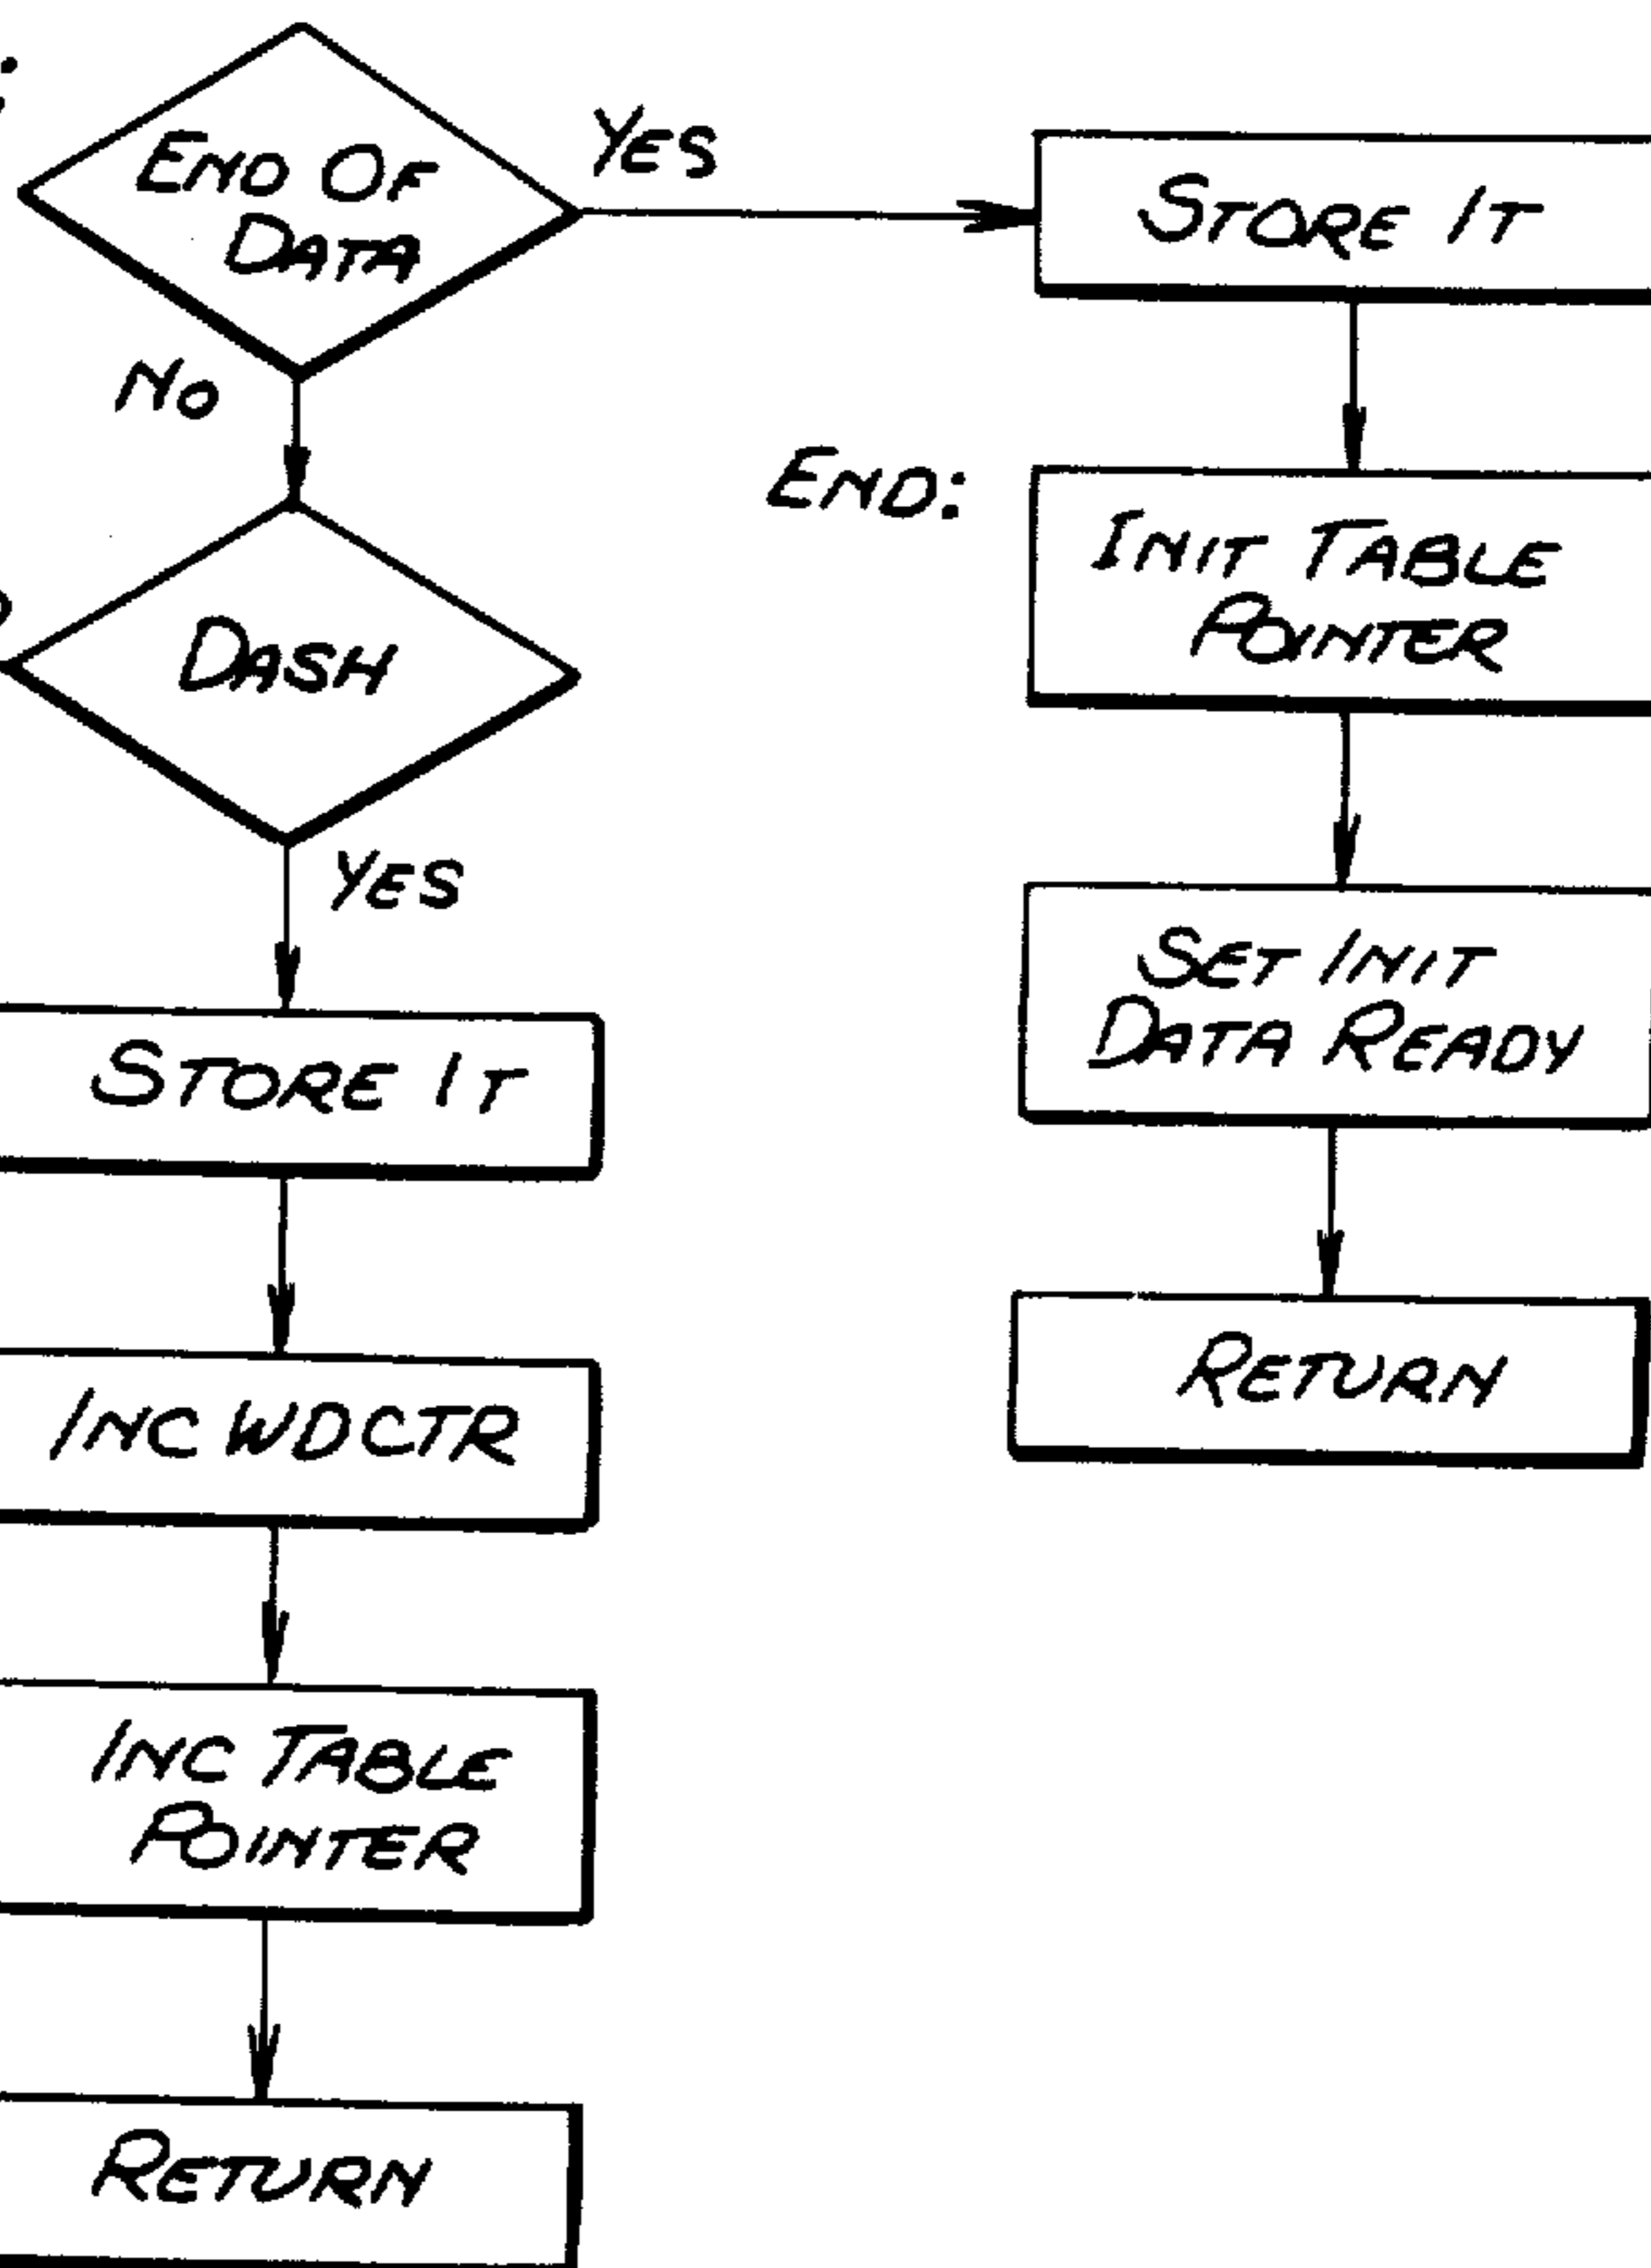 END OF
DATA
YES
NO
DASH
YES
STORE IT
INC WDCTR
INC TABLE
POINTER
RETURN
STORE IT
END:
INIT TABLE
POINTER
SET INIT
DATA READY
RETURN